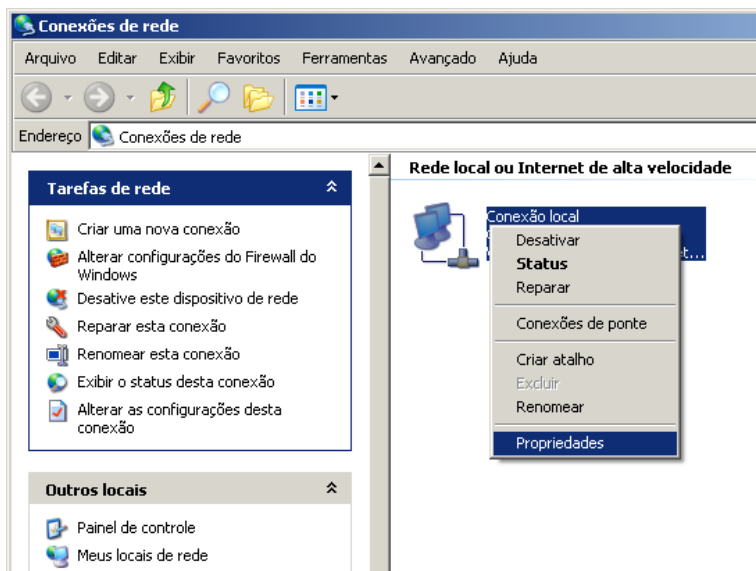 Conexões de rede
Arquivo Editar Exibir Favoritos Ferramentas Avançado Ajuda
Endereço Conexões de rede
Tarefas de rede
Criar uma nova conexão
Alterar configurações do Firewall do
Windows
Desative este dispositivo de rede
Reparar esta conexão
Renomear esta conexão
Exibir o status desta conexão
Alterar as configurações desta
conexão
Outros locais
Painel de controle
Meus locais de rede
Rede local ou Internet de alta velocidade
Conexão local
Desativar
Status
Reparar
Conexões de ponte
Criar atalho
Excluir
Renomear
Propriedades